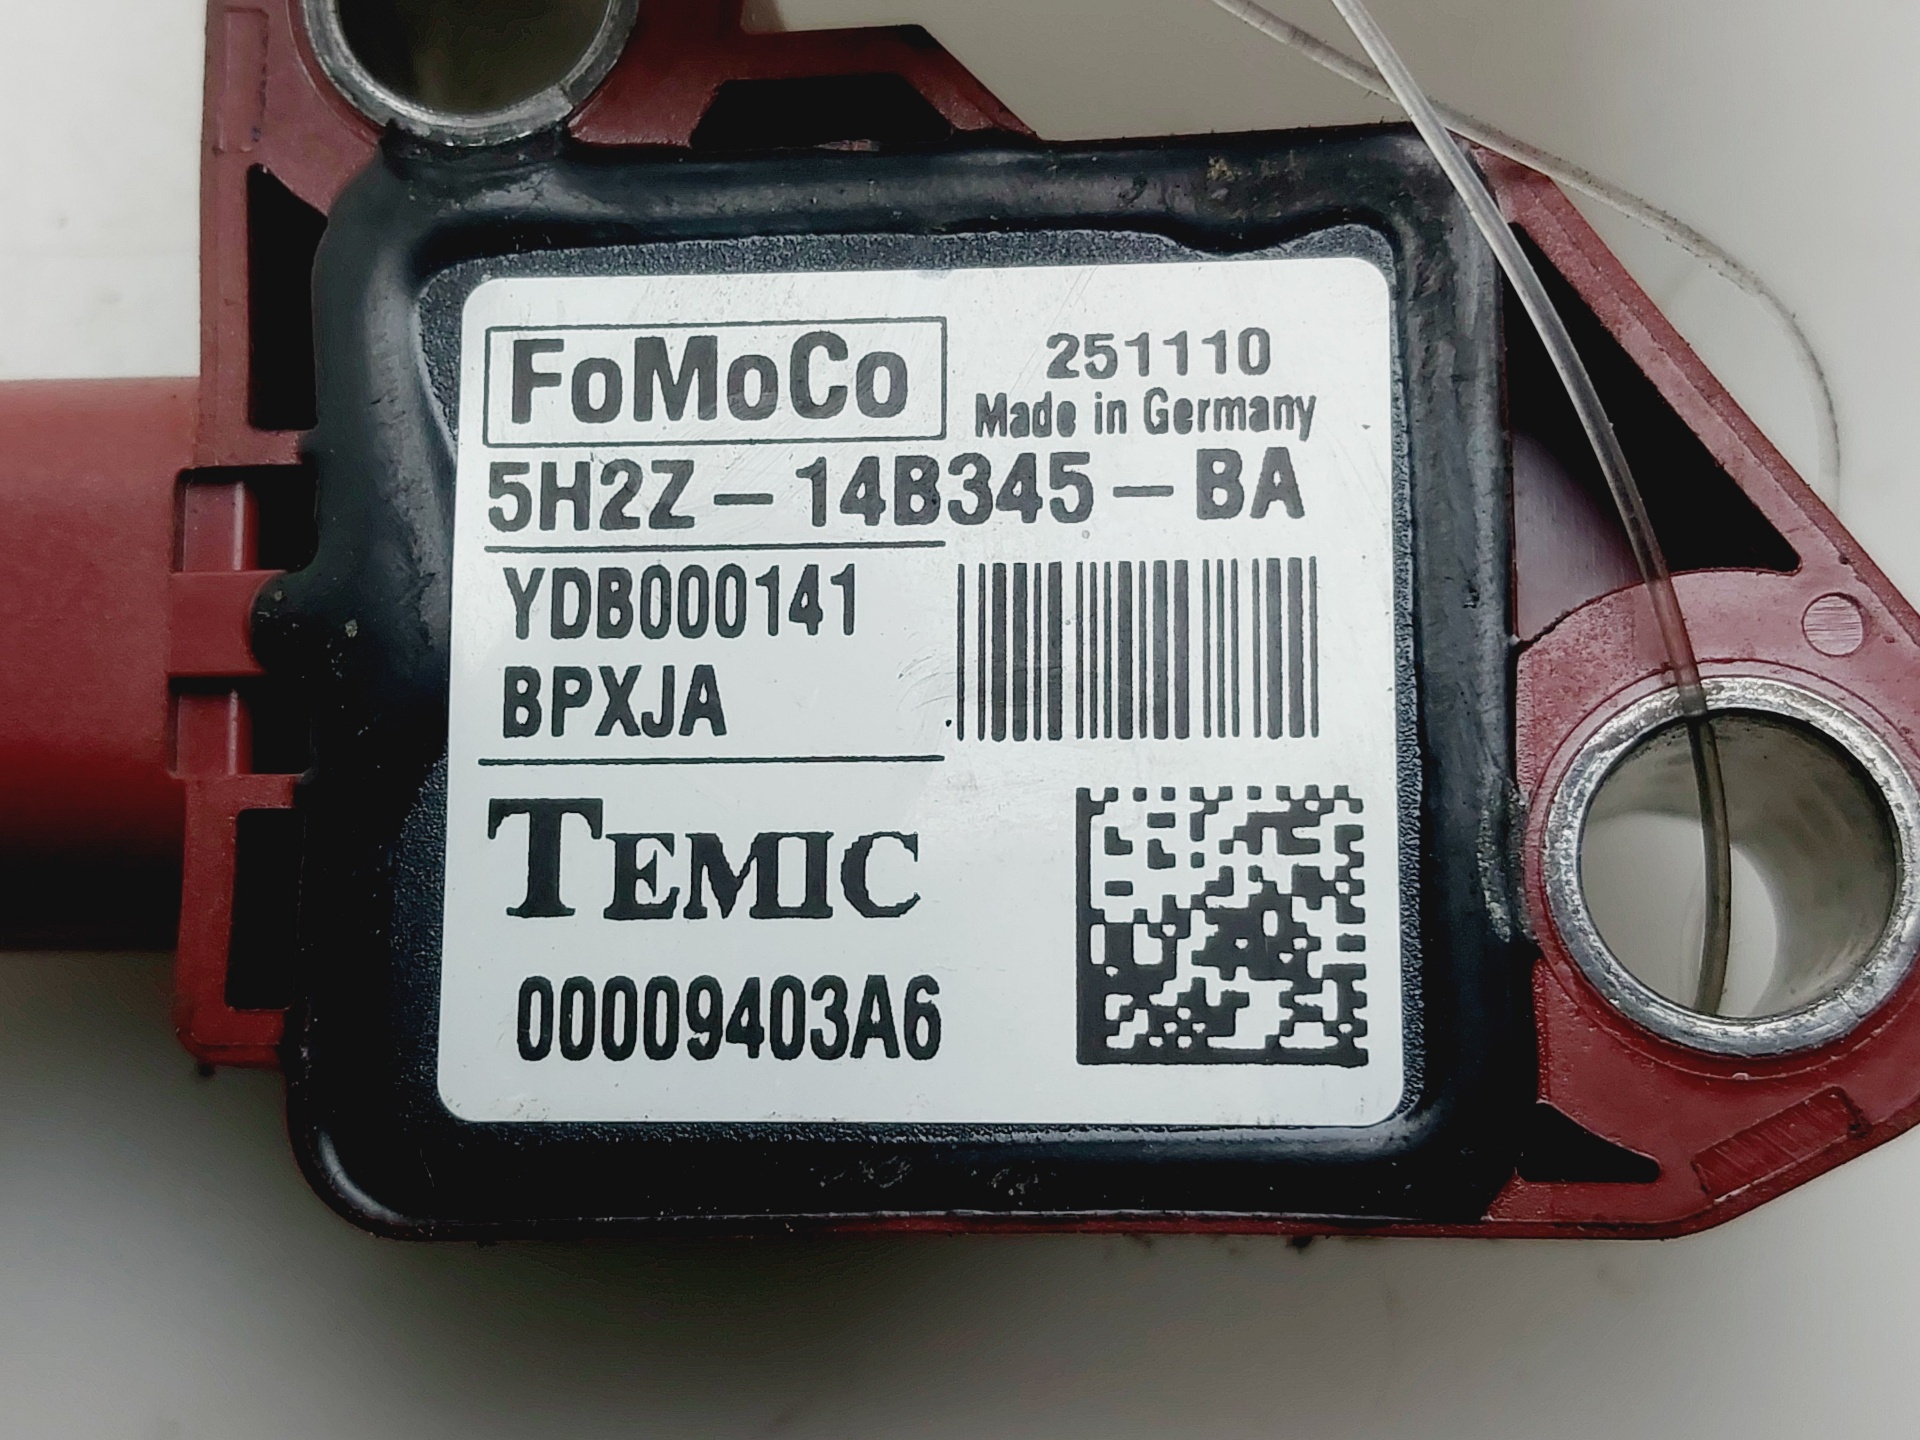 FoMoCo
251110
Made in Germany
5H2Z-14B345-BA
YDB000141
BPXJA
TEMIC
00009403A6